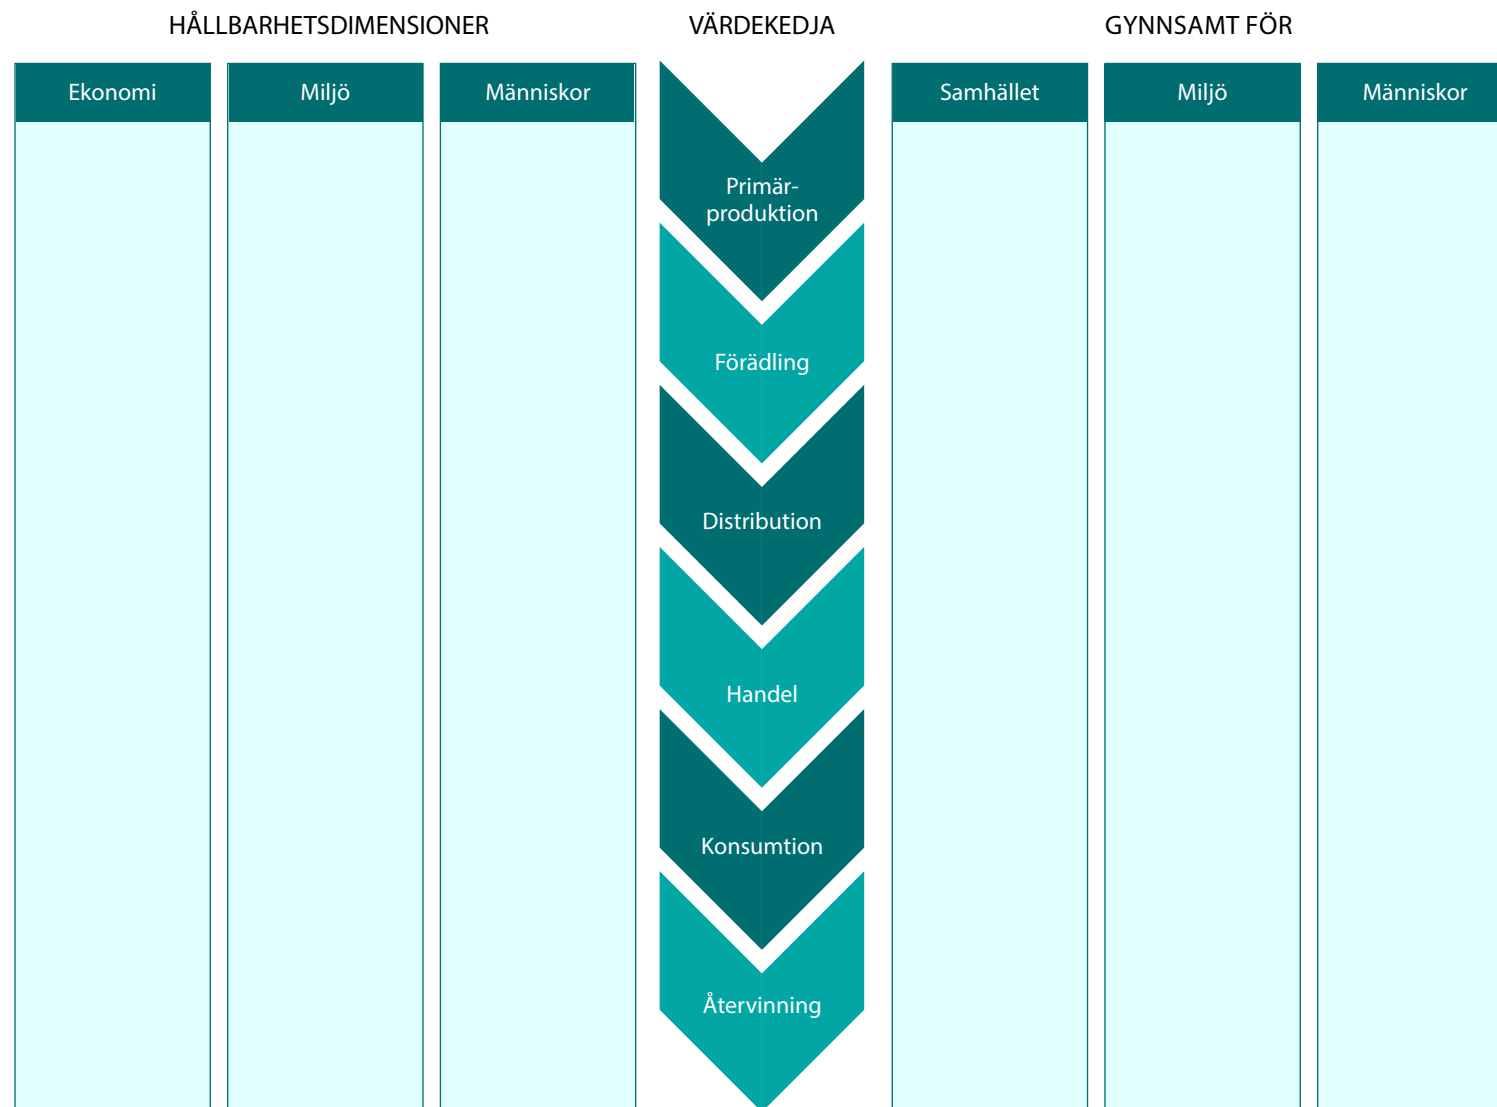 HÅLLBARHETSDIMENSIONER
VÄRDEKEDJA
GYNNSAMT FÖR
Ekonomi
Miljö
Människor
Samhället
Miljö
Människor
Primär-
produktion
Förädling
Distribution
Handel
Konsumtion
Återvinning